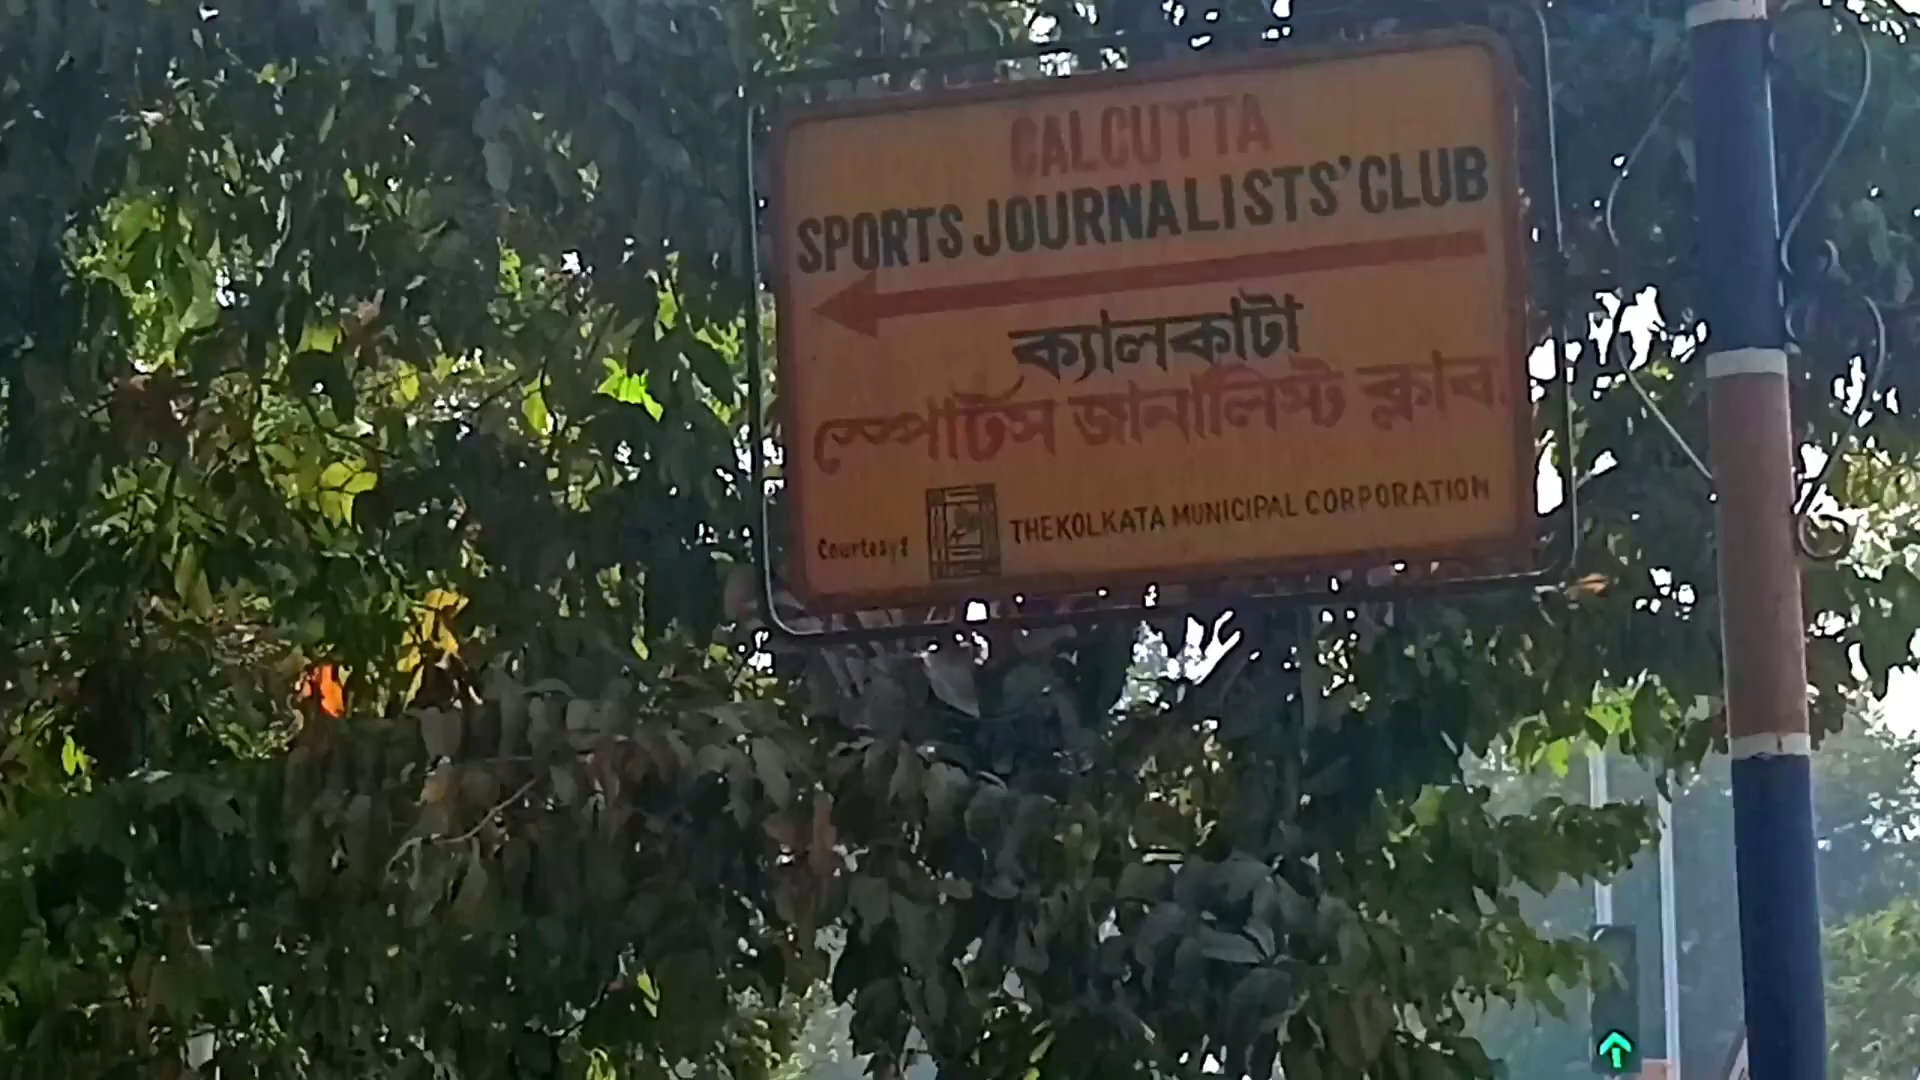 CALCUTTA
SPORTS JOURNALISTS' CLUB
ক্যালকাটা
স্পোর্টস জার্নালিস্ট ক্লাব.
Courtesy: THE KOLKATA MUNICIPAL CORPORATION